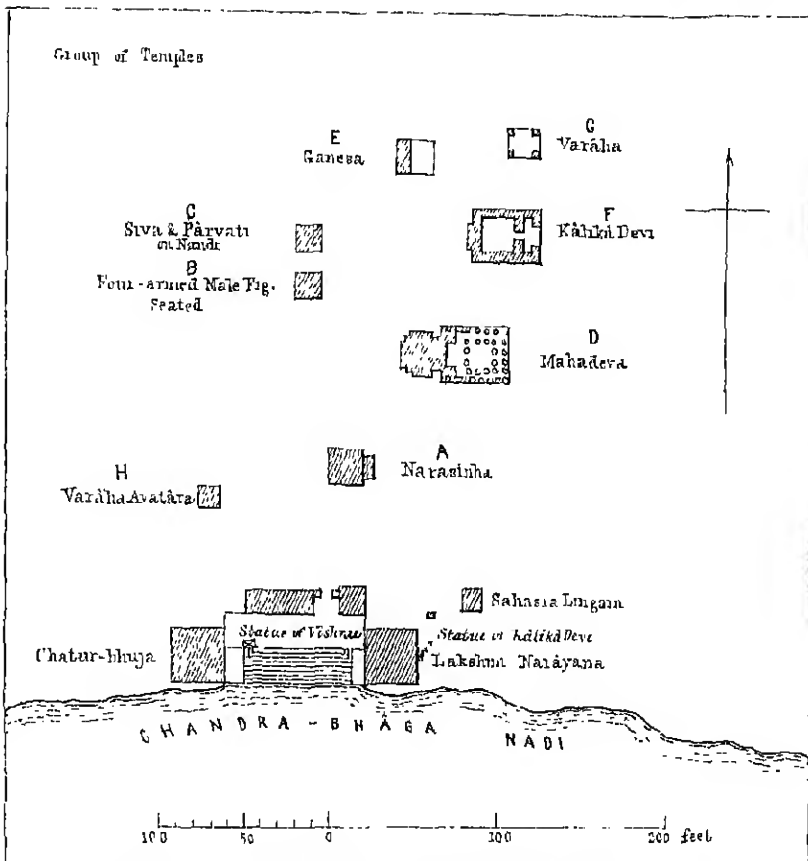 Group of Temples
E
Ganesa
G
Varâha
C
Siva & Pârvati
on Nandi
F
Kâlikâ Devi
B
Four-armed Male Fig.
Seated
D
Mahadeva
A
Narasinha
H
Varâha Avatâra
Sahasra Lingam
Statue of Vishnu
Statue of Kâlikâ Devi
Chatur-bhuja
Lakshmi Narâyana
CHANDRA-BHÂGA NADI
100 50 0 100 200 feet